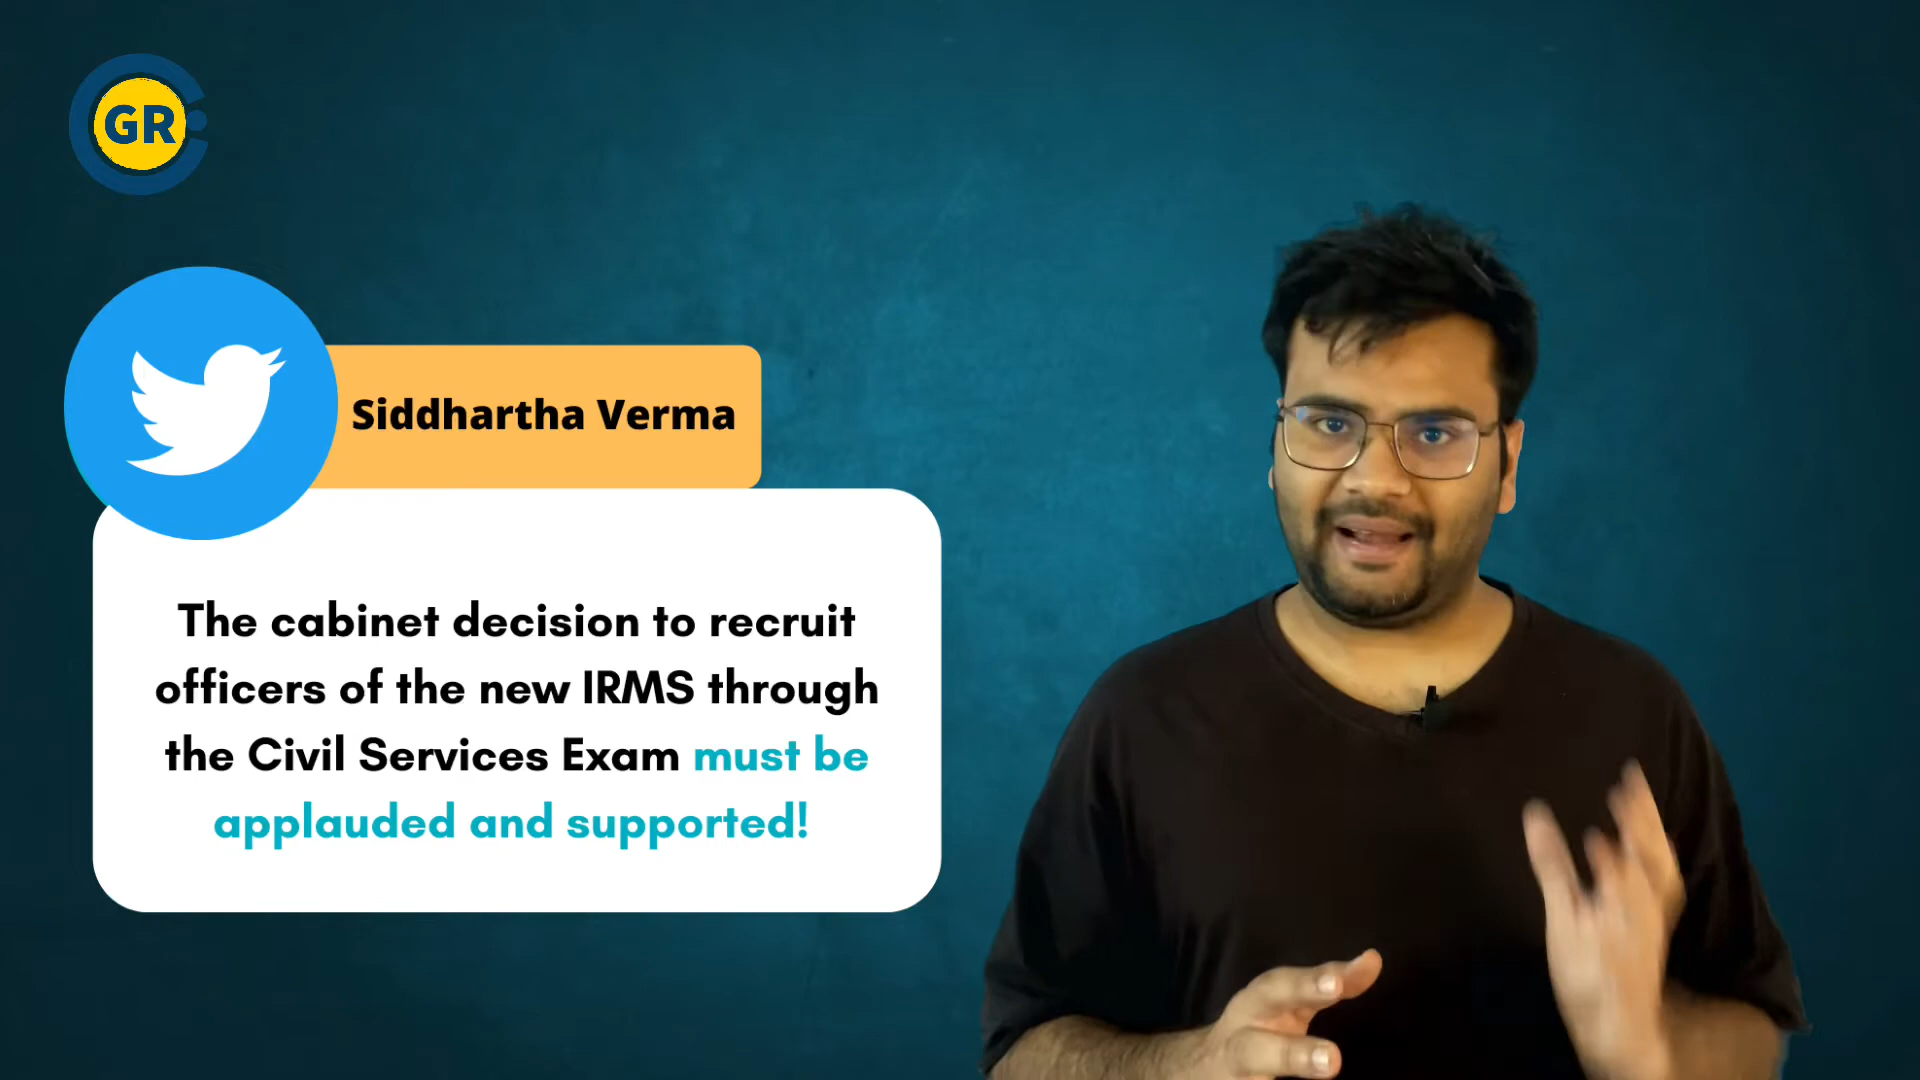 GR
Siddhartha Verma
The cabinet decision to recruit
officers of the new IRMS through
the Civil Services Exam must be
applauded and supported!